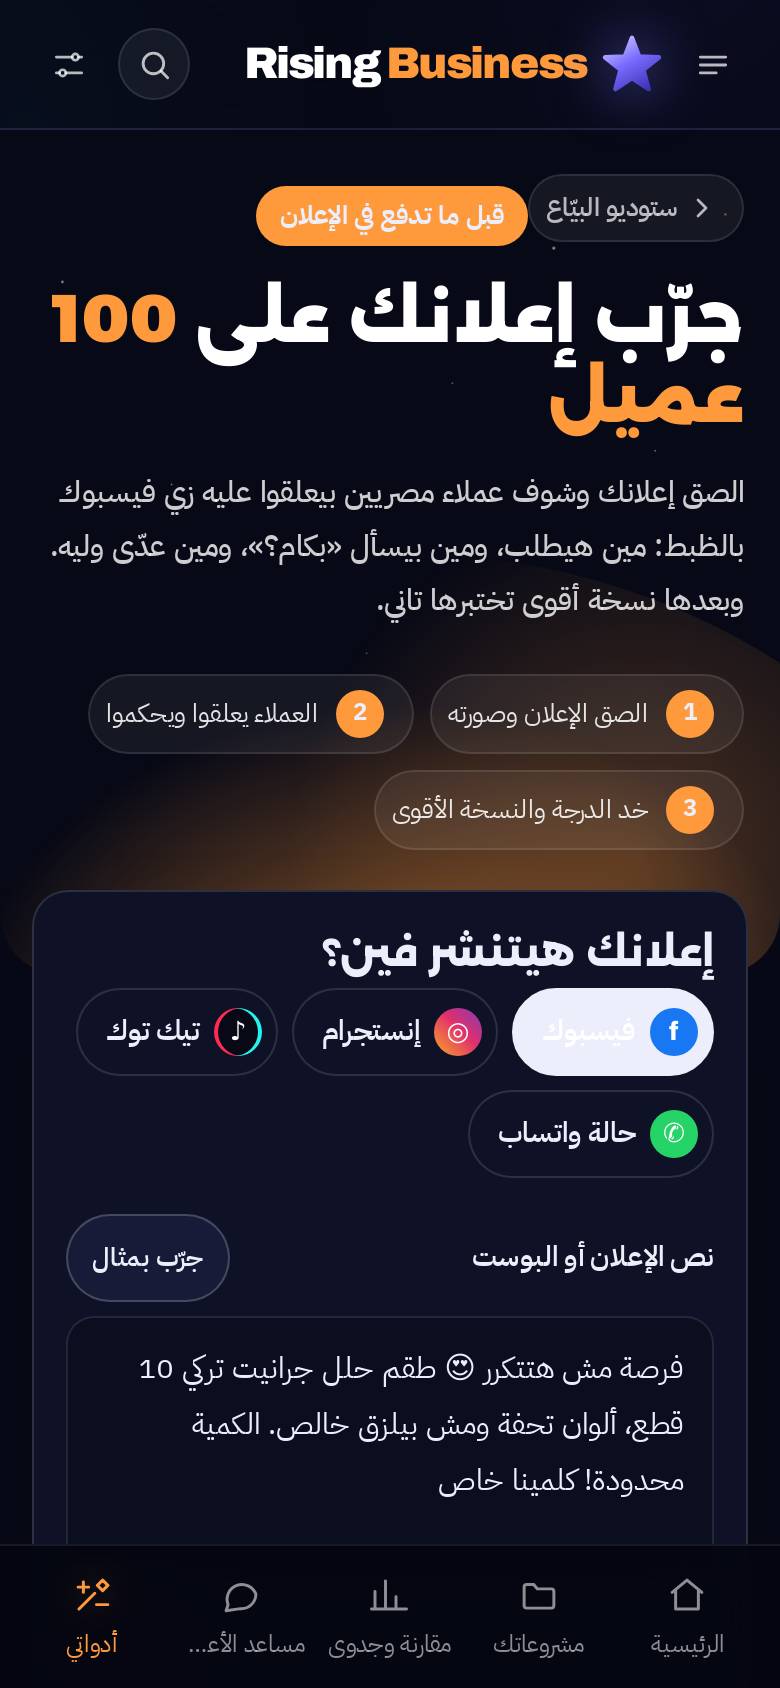 Rising Business
ستوديو البيّاع
قبل ما تدفع في الإعلان
جرّب إعلانك على 100
عميل
الصق إعلانك وشوف عملاء مصريين بيعلقوا عليه زي فيسبوك
بالظبط: مين هيطلب، ومين بيسأل «بكام؟»، ومين عدّى وليه.
وبعدها نسخة أقوى تختبرها تاني.
1 الصق الإعلان وصورته
2 العملاء يعلقوا ويحكموا
3 خد الدرجة والنسخة الأقوى
إعلانك هيتنشر فين؟
f فيسبوك
إنستجرام
تيك توك
حالة واتساب
نص الإعلان أو البوست
جرّب بمثال
فرصة مش هتتكرر 😍 طقم حلل جرانيت تركي 10
قطع، ألوان تحفة ومش بيلزق خالص. الكمية
محدودة! كلمينا خاص
الرئيسية
مشروعاتك
مقارنة وجدوى
مساعد الأعـ...
أدواتي